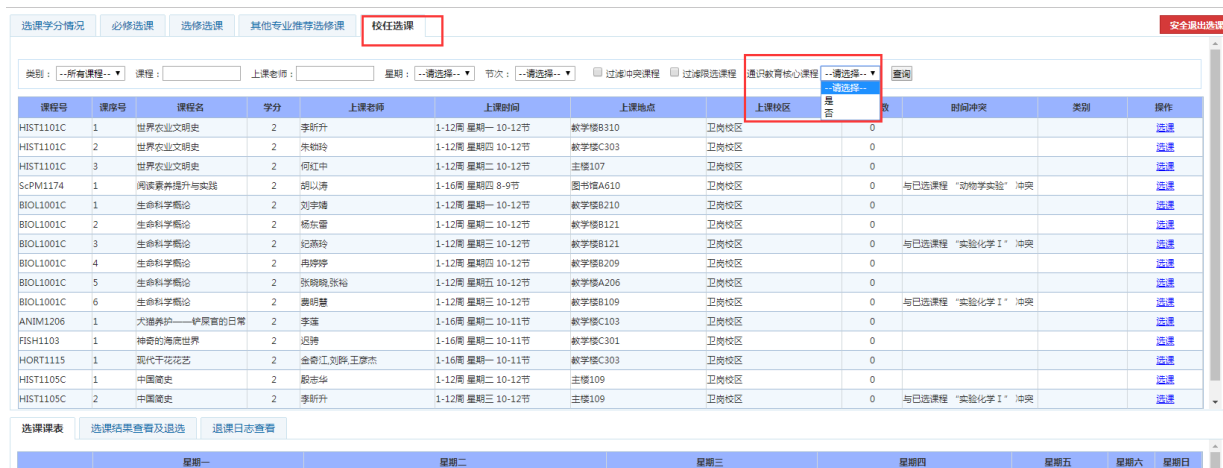 选课学分情况 必修选课 选修选课 其他专业推荐选修课 校任选课 安全退出选课
类别： --所有课程-- 课程： 上课老师： 星期： --请选择-- 节次： --请选择-- 过滤冲突课程 过滤限选课程 通识教育核心课程 --请选择-- 查询
--请选择--
是
否
课程号 课序号 课程名 学分 上课老师 上课时间 上课地点 上课校区 数 时间冲突 类别 操作
HIST1101C 1 世界农业文明史 2 李昕升 1-12周 星期一 10-12节 教学楼B310 卫岗校区 0 选课
HIST1101C 2 世界农业文明史 2 朱锁玲 1-12周 星期四 10-12节 教学楼C303 卫岗校区 0 选课
HIST1101C 3 世界农业文明史 2 何红中 1-12周 星期二 10-12节 主楼107 卫岗校区 0 选课
ScPM1174 1 阅读素养提升与实践 2 胡以涛 1-16周 星期四 8-9节 图书馆A610 卫岗校区 0 与已选课程 “动物学实验” 冲突 选课
BIOL1001C 1 生命科学概论 2 刘宇婧 1-12周 星期一 10-12节 教学楼B210 卫岗校区 0 选课
BIOL1001C 2 生命科学概论 2 杨东雷 1-12周 星期二 10-12节 教学楼B121 卫岗校区 0 选课
BIOL1001C 3 生命科学概论 2 纪燕玲 1-12周 星期三 10-12节 教学楼B121 卫岗校区 0 与已选课程 “实验化学Ⅰ” 冲突 选课
BIOL1001C 4 生命科学概论 2 冉婷婷 1-12周 星期四 10-12节 教学楼B209 卫岗校区 0 选课
BIOL1001C 5 生命科学概论 2 张晓晓,张裕 1-12周 星期五 10-12节 教学楼A206 卫岗校区 0 选课
BIOL1001C 6 生命科学概论 2 龚明慧 1-12周 星期三 10-12节 教学楼B109 卫岗校区 0 与已选课程 “实验化学Ⅰ” 冲突 选课
ANIM1206 1 犬猫养护——铲屎官的日常 2 李莲 1-16周 星期二 10-11节 教学楼C103 卫岗校区 0 选课
FISH1103 1 神奇的海底世界 2 迟骋 1-16周 星期二 10-11节 教学楼C301 卫岗校区 0 选课
HORT1115 1 现代干花花艺 2 金奇江,刘晔,王彦杰 1-16周 星期一 10-11节 教学楼C303 卫岗校区 0 选课
HIST1105C 1 中国简史 2 殷志华 1-12周 星期二 10-12节 主楼109 卫岗校区 0 选课
HIST1105C 2 中国简史 2 李昕升 1-12周 星期三 10-12节 主楼109 卫岗校区 0 与已选课程 “实验化学Ⅰ” 冲突 选课
选课课表 选课结果查看及退选 退课日志查看
星期一 星期二 星期三 星期四 星期五 星期六 星期日